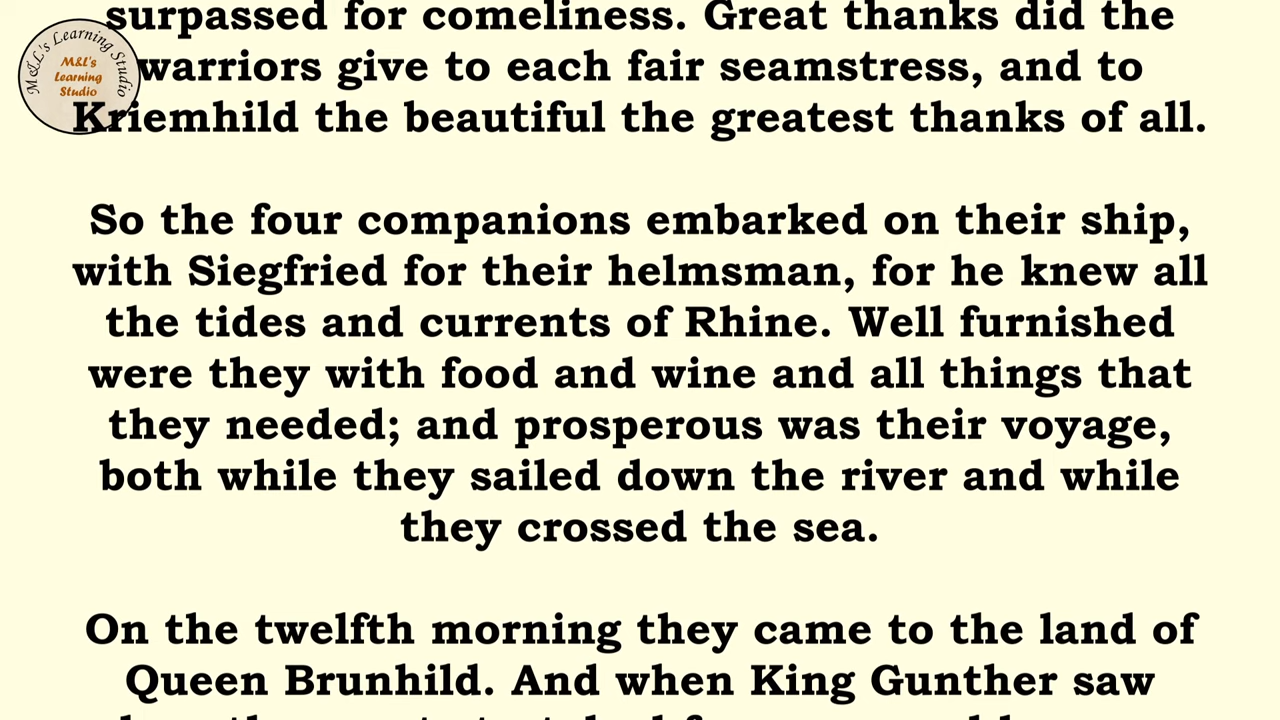 surpassed for comeliness. Great thanks did the
warriors give to each fair seamstress, and to
Kriemhild the beautiful the greatest thanks of all.
So the four companions embarked on their ship,
with Siegfried for their helmsman, for he knew all
the tides and currents of Rhine. Well furnished
were they with food and wine and all things that
they needed; and prosperous was their voyage,
both while they sailed down the river and while
they crossed the sea.
On the twelfth morning they came to the land of
Queen Brunhild. And when King Gunther saw
M&L's Learning Studio
M&L's
Learning
Studio